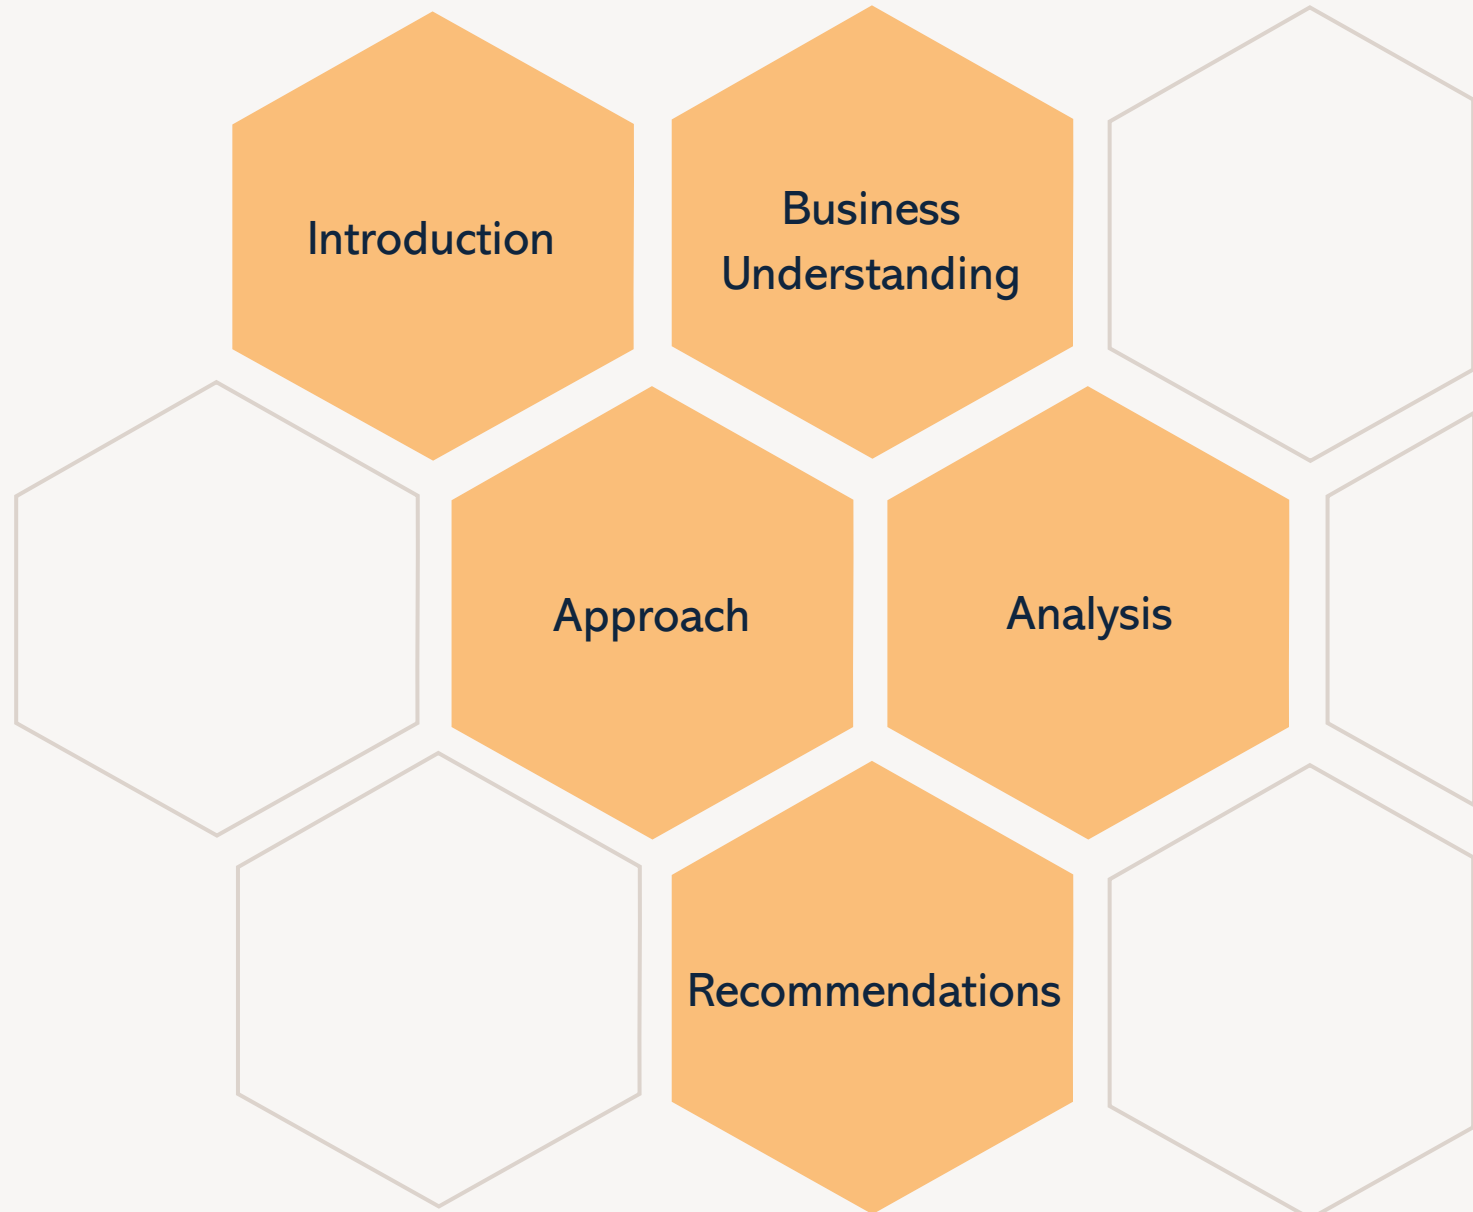 Introduction
Business
Understanding
Approach
Analysis
Recommendations